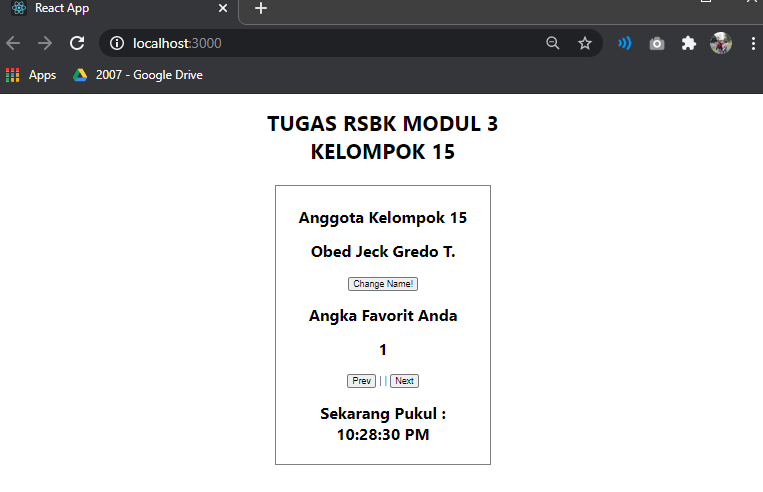 React App
localhost:3000
Apps
2007 - Google Drive
TUGAS RSBK MODUL 3
KELOMPOK 15
Anggota Kelompok 15
Obed Jeck Gredo T.
Change Name!
Angka Favorit Anda
1
Prev | | Next
Sekarang Pukul :
10:28:30 PM